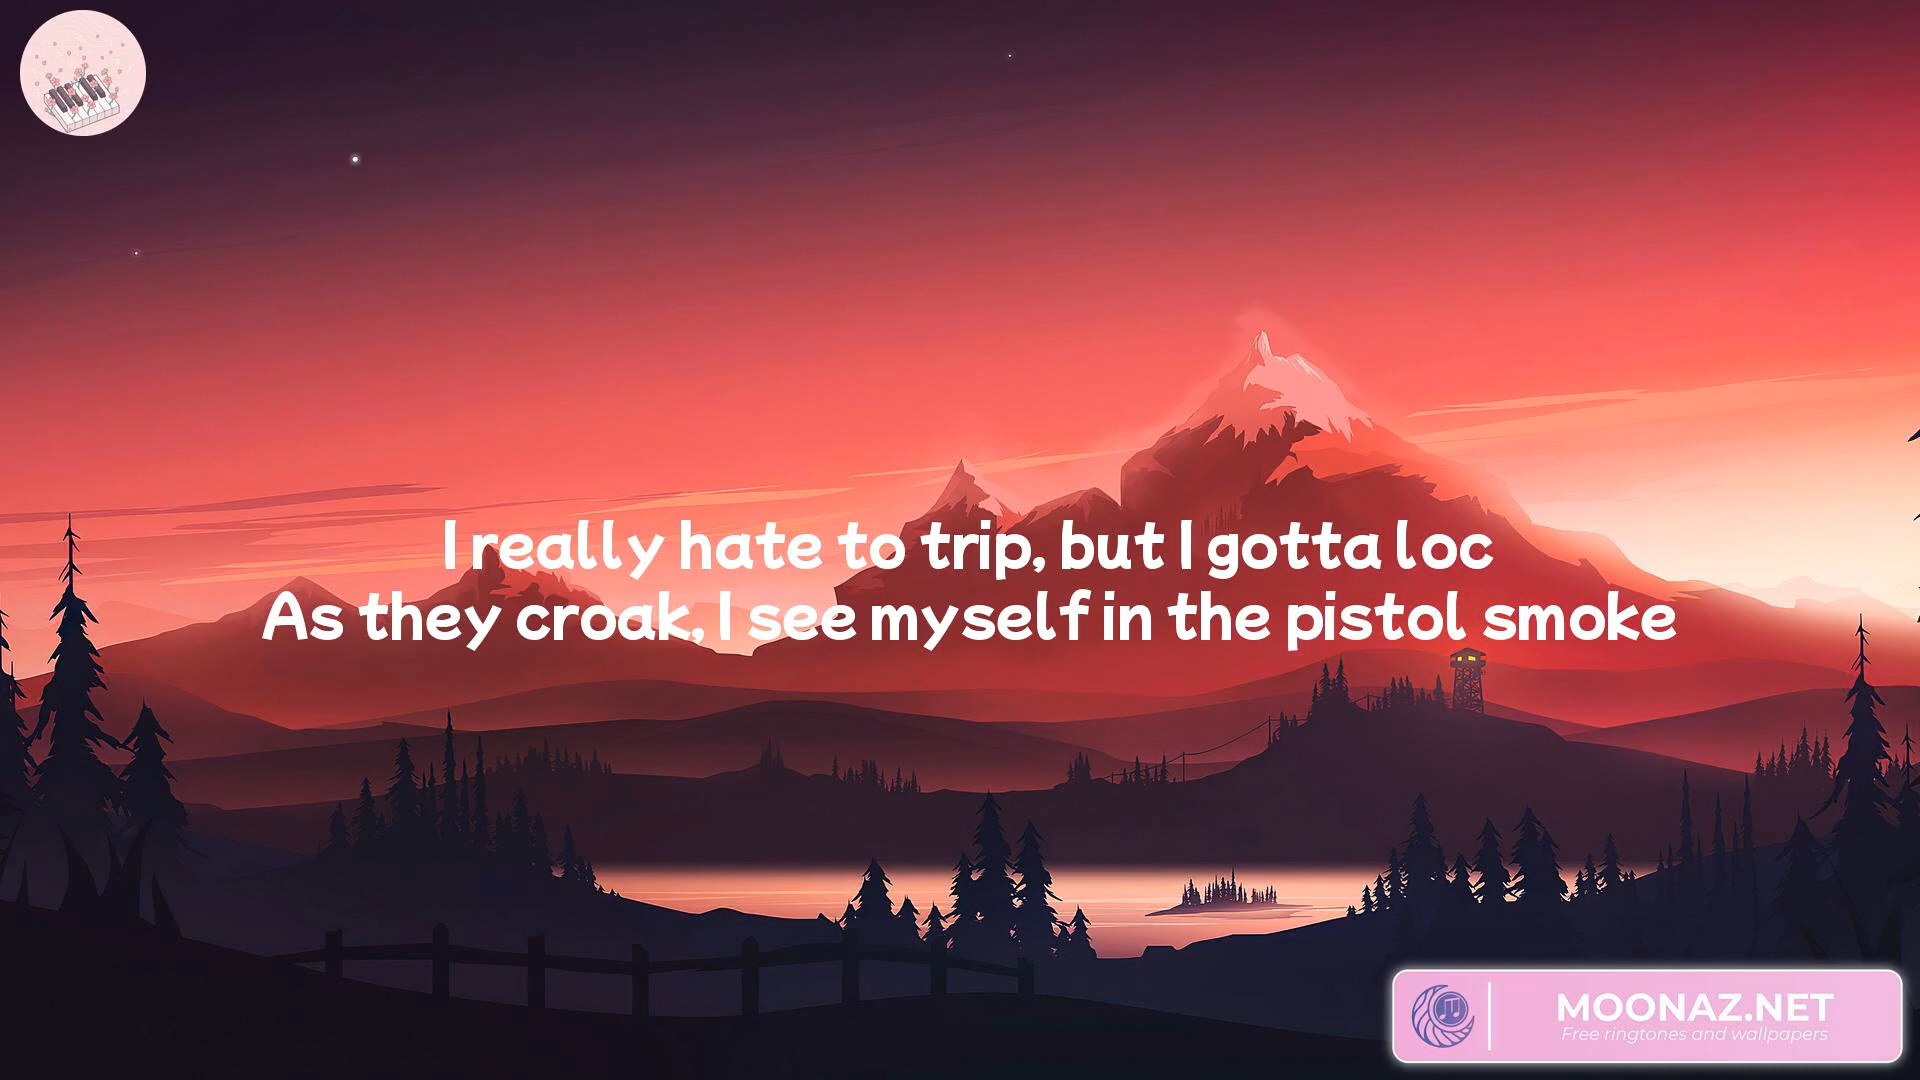 I really hate to trip, but I gotta loc
As they croak, I see myself in the pistol smoke
MOONAZ.NET
Free ringtones and wallpapers